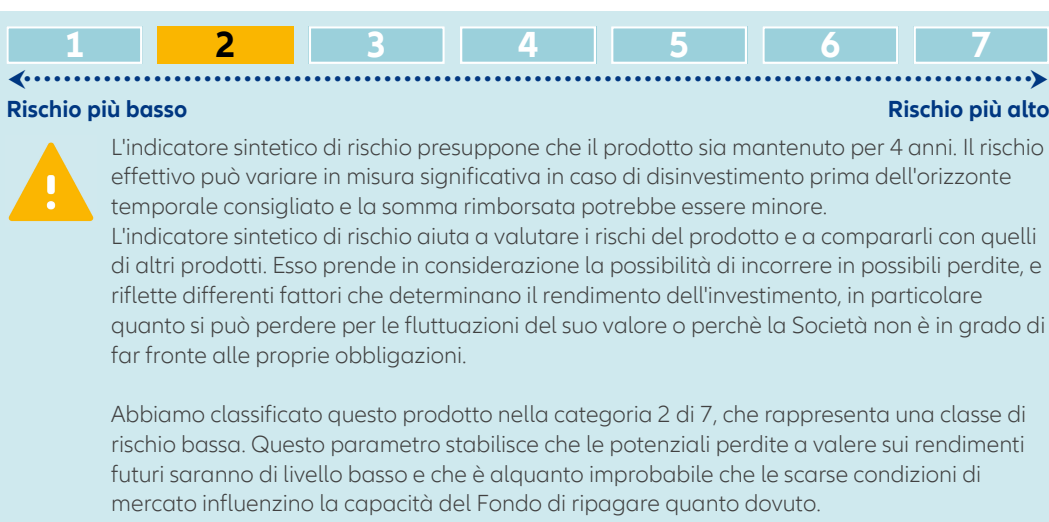 1 2 3 4 5 6 7
Rischio più basso Rischio più alto
L'indicatore sintetico di rischio presuppone che il prodotto sia mantenuto per 4 anni. Il rischio
effettivo può variare in misura significativa in caso di disinvestimento prima dell'orizzonte
temporale consigliato e la somma rimborsata potrebbe essere minore.
L'indicatore sintetico di rischio aiuta a valutare i rischi del prodotto e a compararli con quelli
di altri prodotti. Esso prende in considerazione la possibilità di incorrere in possibili perdite, e
riflette differenti fattori che determinano il rendimento dell'investimento, in particolare
quanto si può perdere per le fluttuazioni del suo valore o perchè la Società non è in grado di
far fronte alle proprie obbligazioni.
Abbiamo classificato questo prodotto nella categoria 2 di 7, che rappresenta una classe di
rischio bassa. Questo parametro stabilisce che le potenziali perdite a valere sui rendimenti
futuri saranno di livello basso e che è alquanto improbabile che le scarse condizioni di
mercato influenzino la capacità del Fondo di ripagare quanto dovuto.